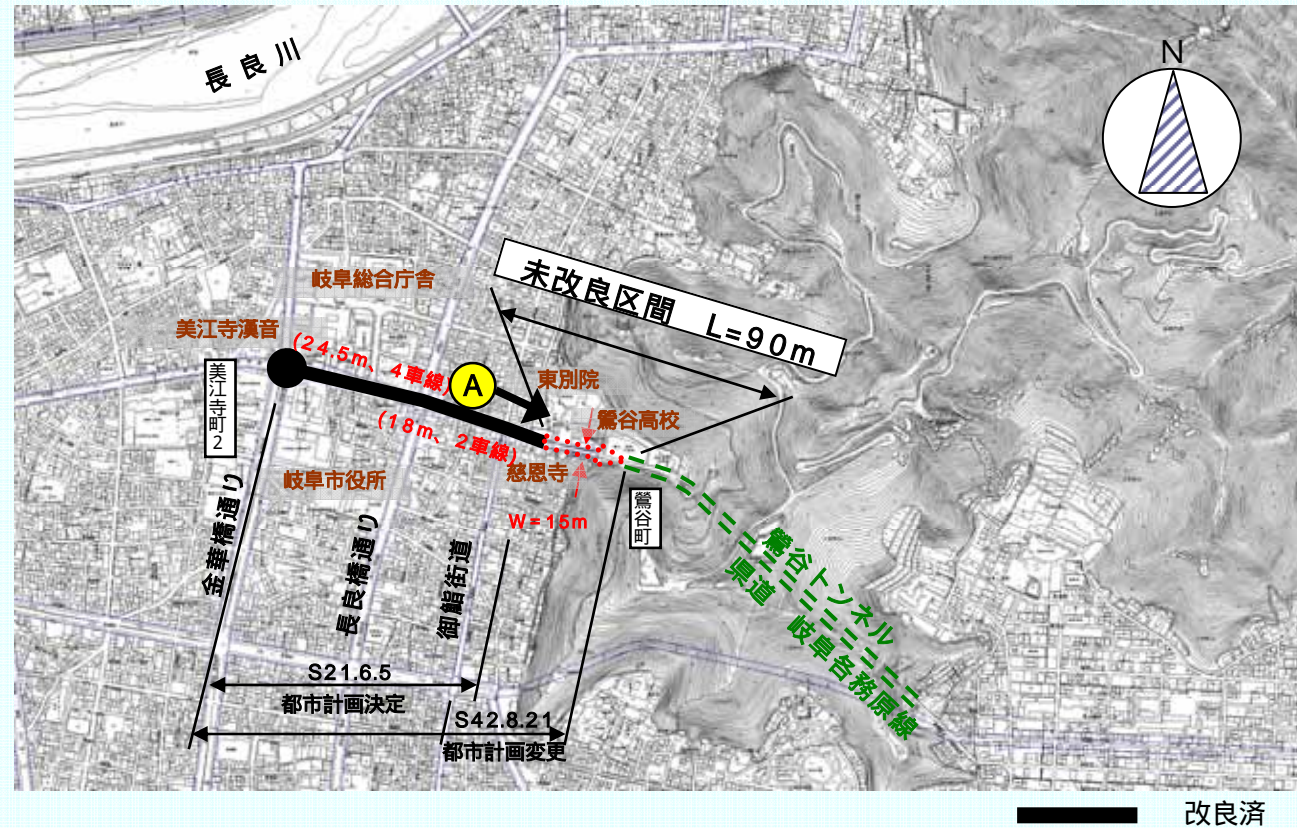 長良川
N
未改良区間 L=90m
岐阜総合庁舎
美江寺漢音
(24.5m、4車線)
A
東別院
美江寺町2
(18m、2車線)
鶯谷高校
岐阜市役所
慈恩寺
鶯谷町
W=15m
金華橋通り
長良橋通り
御鮨街道
鶯谷トンネル
県道 岐阜各務原線
S21.6.5
都市計画決定
S42.8.21
都市計画変更
改良済